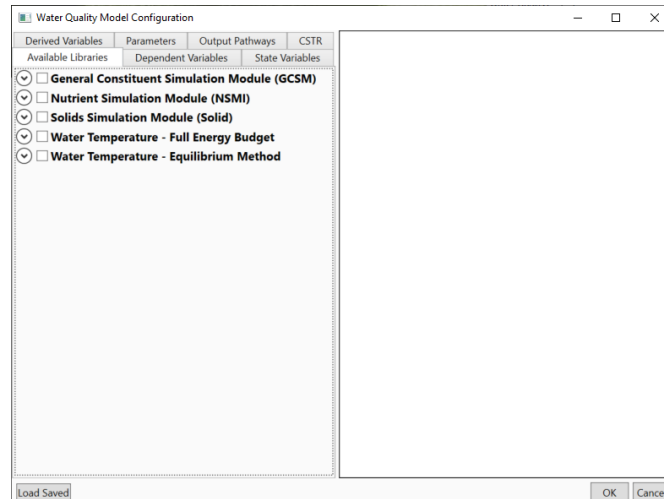 Water Quality Model Configuration
Derived Variables Parameters Output Pathways CSTR
Available Libraries Dependent Variables State Variables
General Constituent Simulation Module (GCSM)
Nutrient Simulation Module (NSMI)
Solids Simulation Module (Solid)
Water Temperature - Full Energy Budget
Water Temperature - Equilibrium Method
Load Saved OK Cance